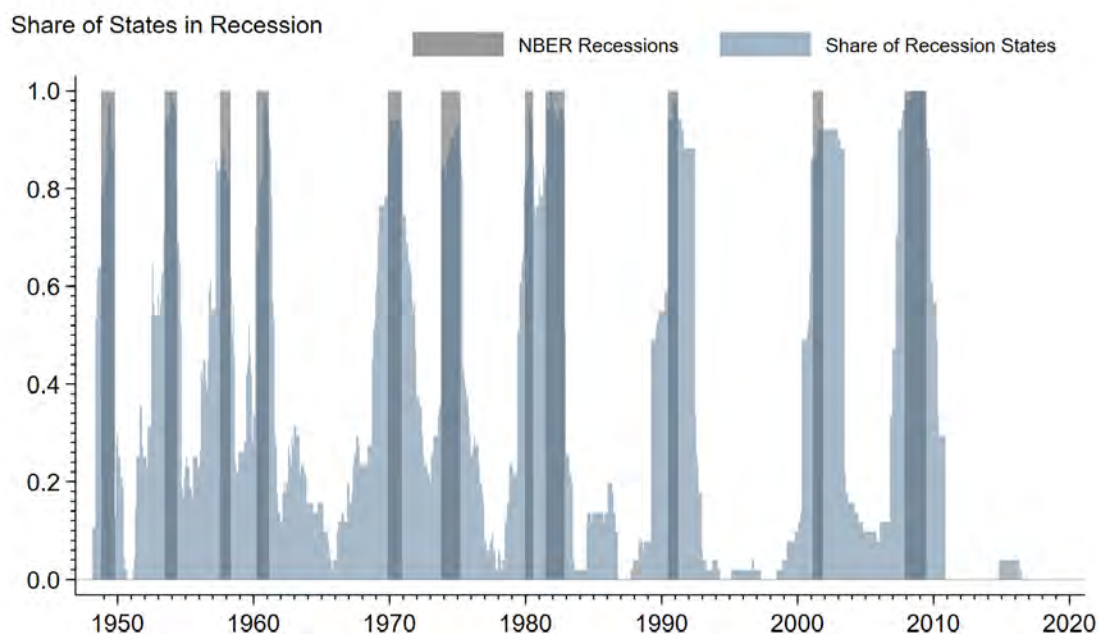 Share of States in Recession
NBER Recessions
Share of Recession States
1.0
0.8
0.6
0.4
0.2
0.0
1950 1960 1970 1980 1990 2000 2010 2020